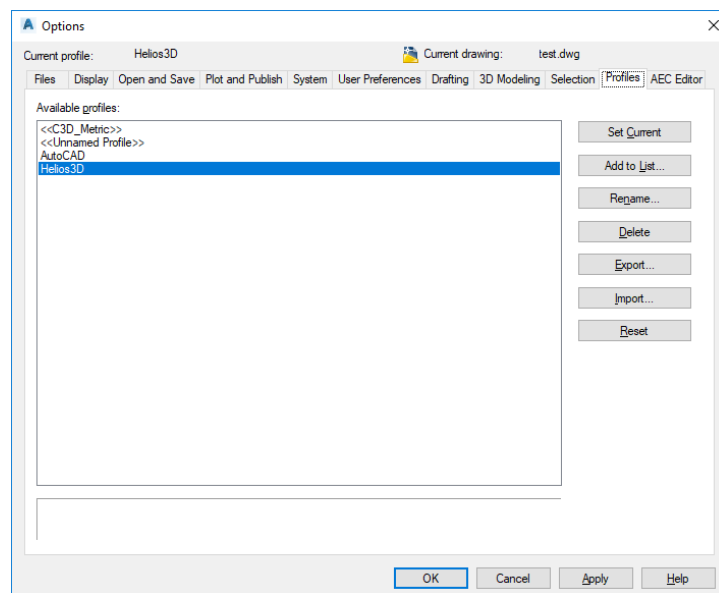 Options
Current profile: Helios3D Current drawing: test.dwg
Files Display Open and Save Plot and Publish System User Preferences Drafting 3D Modeling Selection Profiles AEC Editor
Available profiles:
<<C3D_Metric>>
<<Unnamed Profile>>
AutoCAD
Helios3D
Set Current
Add to List...
Rename...
Delete
Export...
Import...
Reset
OK Cancel Apply Help